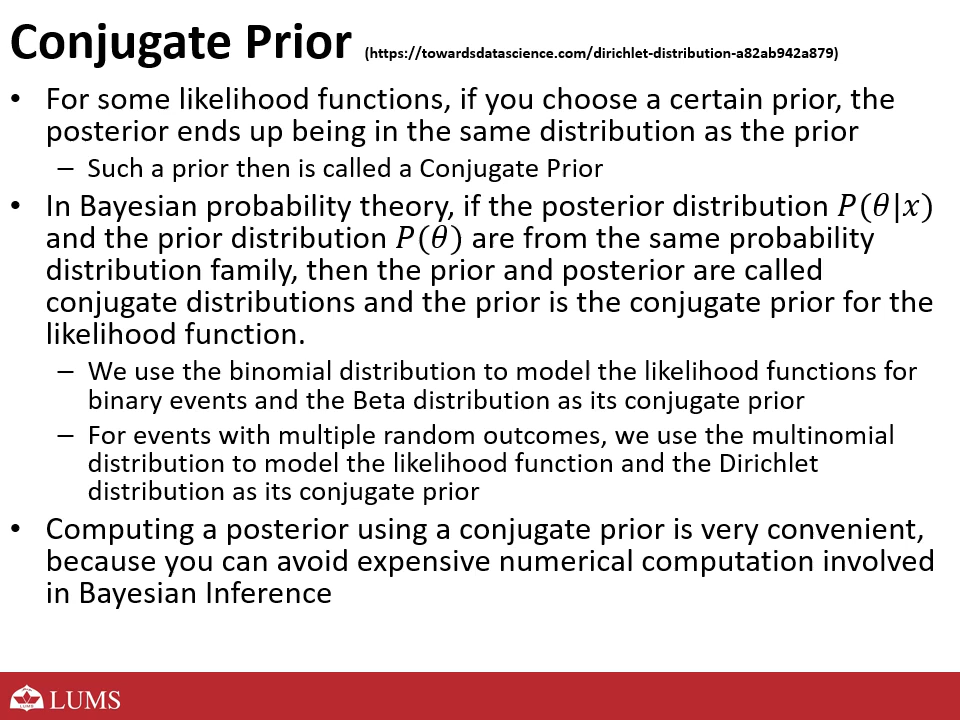 Conjugate Prior (https://towardsdatascience.com/dirichlet-distribution-a82ab942a879)
• For some likelihood functions, if you choose a certain prior, the
posterior ends up being in the same distribution as the prior
– Such a prior then is called a Conjugate Prior
• In Bayesian probability theory, if the posterior distribution 𝑃(𝜃|𝑥)
and the prior distribution 𝑃(𝜃) are from the same probability
distribution family, then the prior and posterior are called
conjugate distributions and the prior is the conjugate prior for the
likelihood function.
– We use the binomial distribution to model the likelihood functions for
binary events and the Beta distribution as its conjugate prior
– For events with multiple random outcomes, we use the multinomial
distribution to model the likelihood function and the Dirichlet
distribution as its conjugate prior
• Computing a posterior using a conjugate prior is very convenient,
because you can avoid expensive numerical computation involved
in Bayesian Inference
LUMS
LUMS